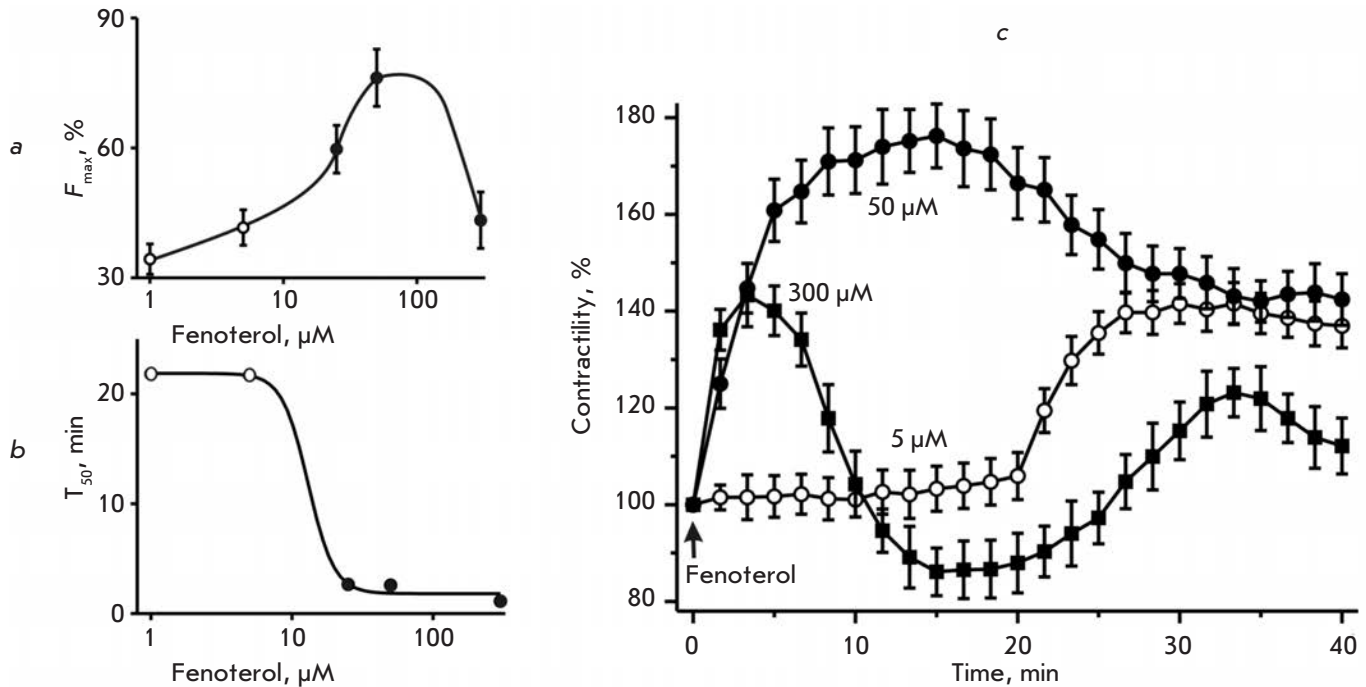 a
90
60
30
F max, %
1 10 100
Fenoterol, µM
b
20
10
0
T 50, min
1 10 100
Fenoterol, µM
c
180
160
140
120
100
80
Contractility, %
50 µM
300 µM
5 µM
Fenoterol
0 10 20 30 40
Time, min